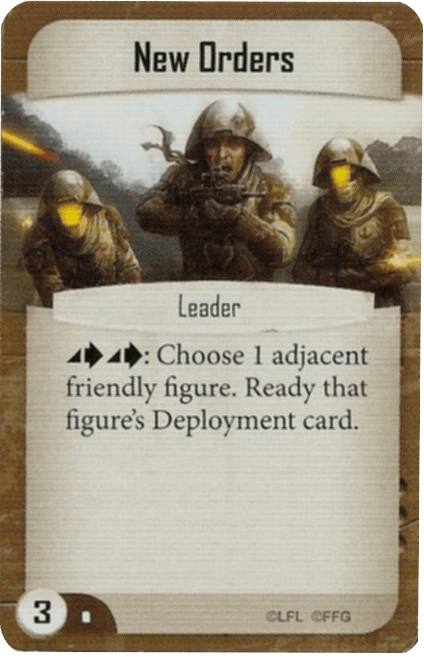 New Orders
Leader
: Choose 1 adjacent
friendly figure. Ready that
figure's Deployment card.
3
©LFL ©FFG